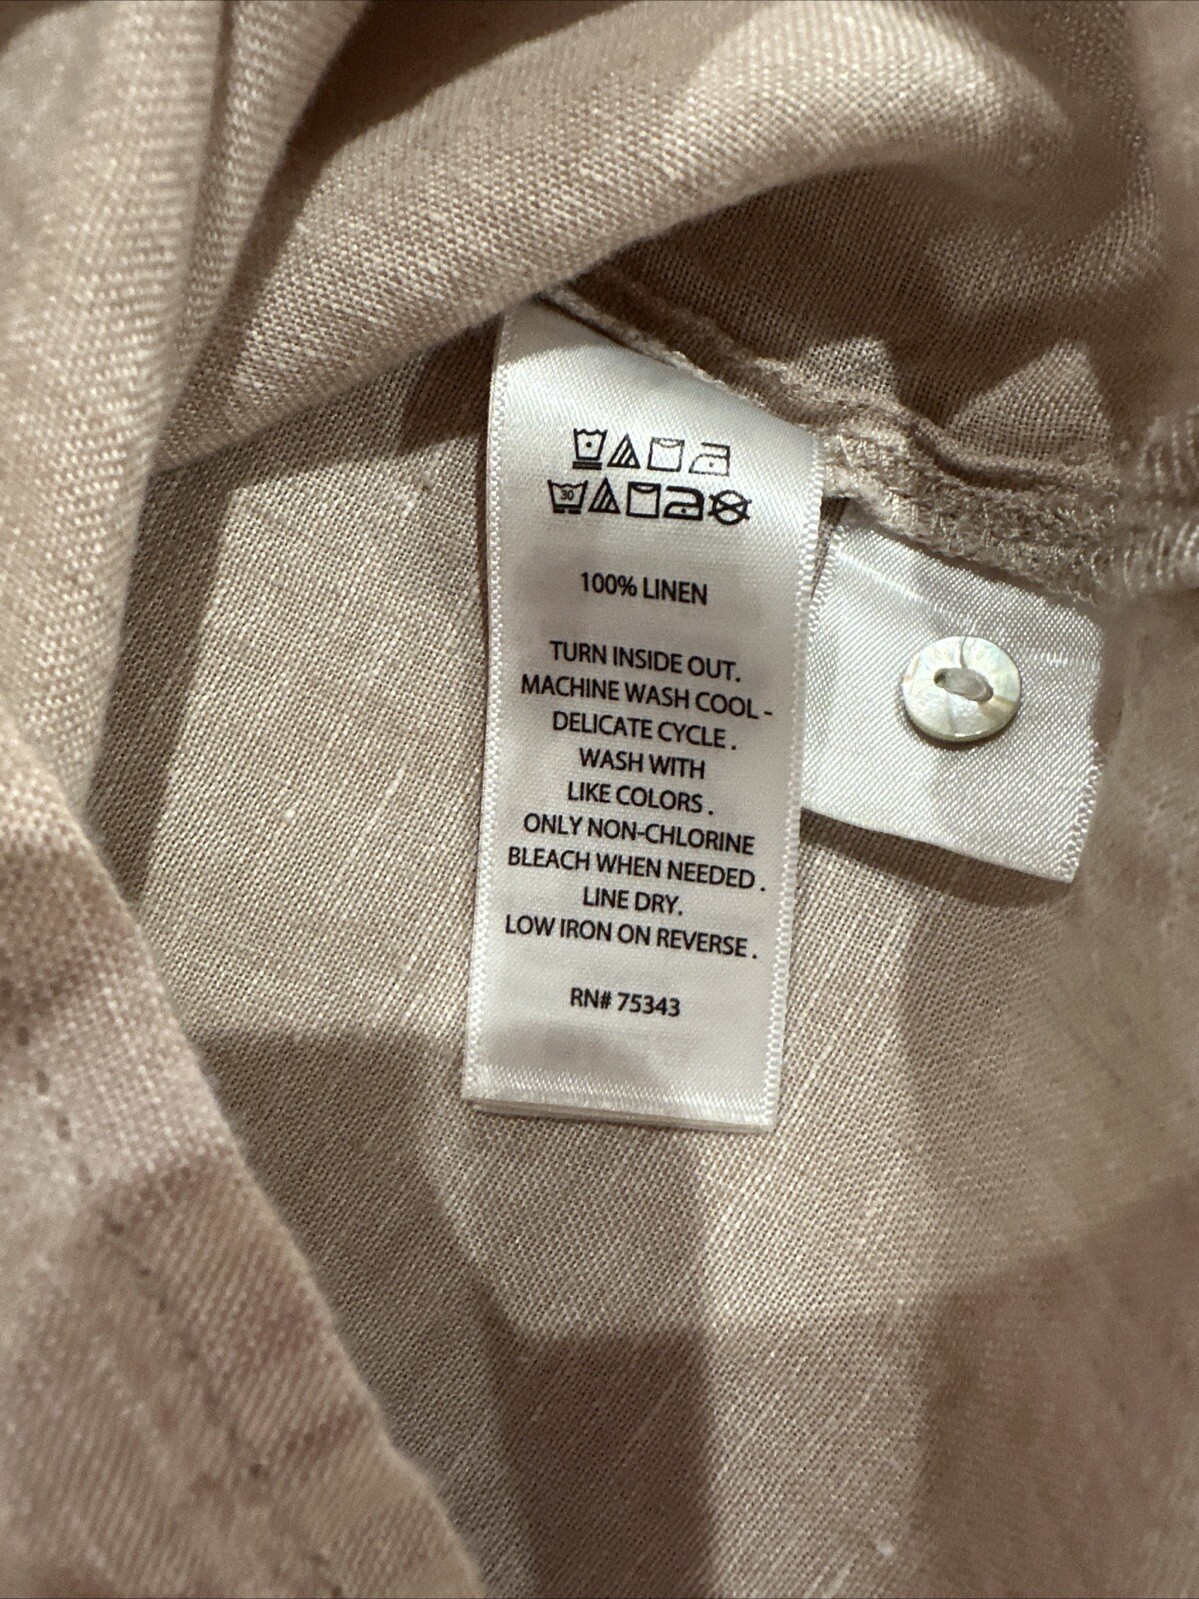 30
100% LINEN
TURN INSIDE OUT.
MACHINE WASH COOL -
DELICATE CYCLE .
WASH WITH
LIKE COLORS .
ONLY NON-CHLORINE
BLEACH WHEN NEEDED .
LINE DRY.
LOW IRON ON REVERSE .
RN# 75343